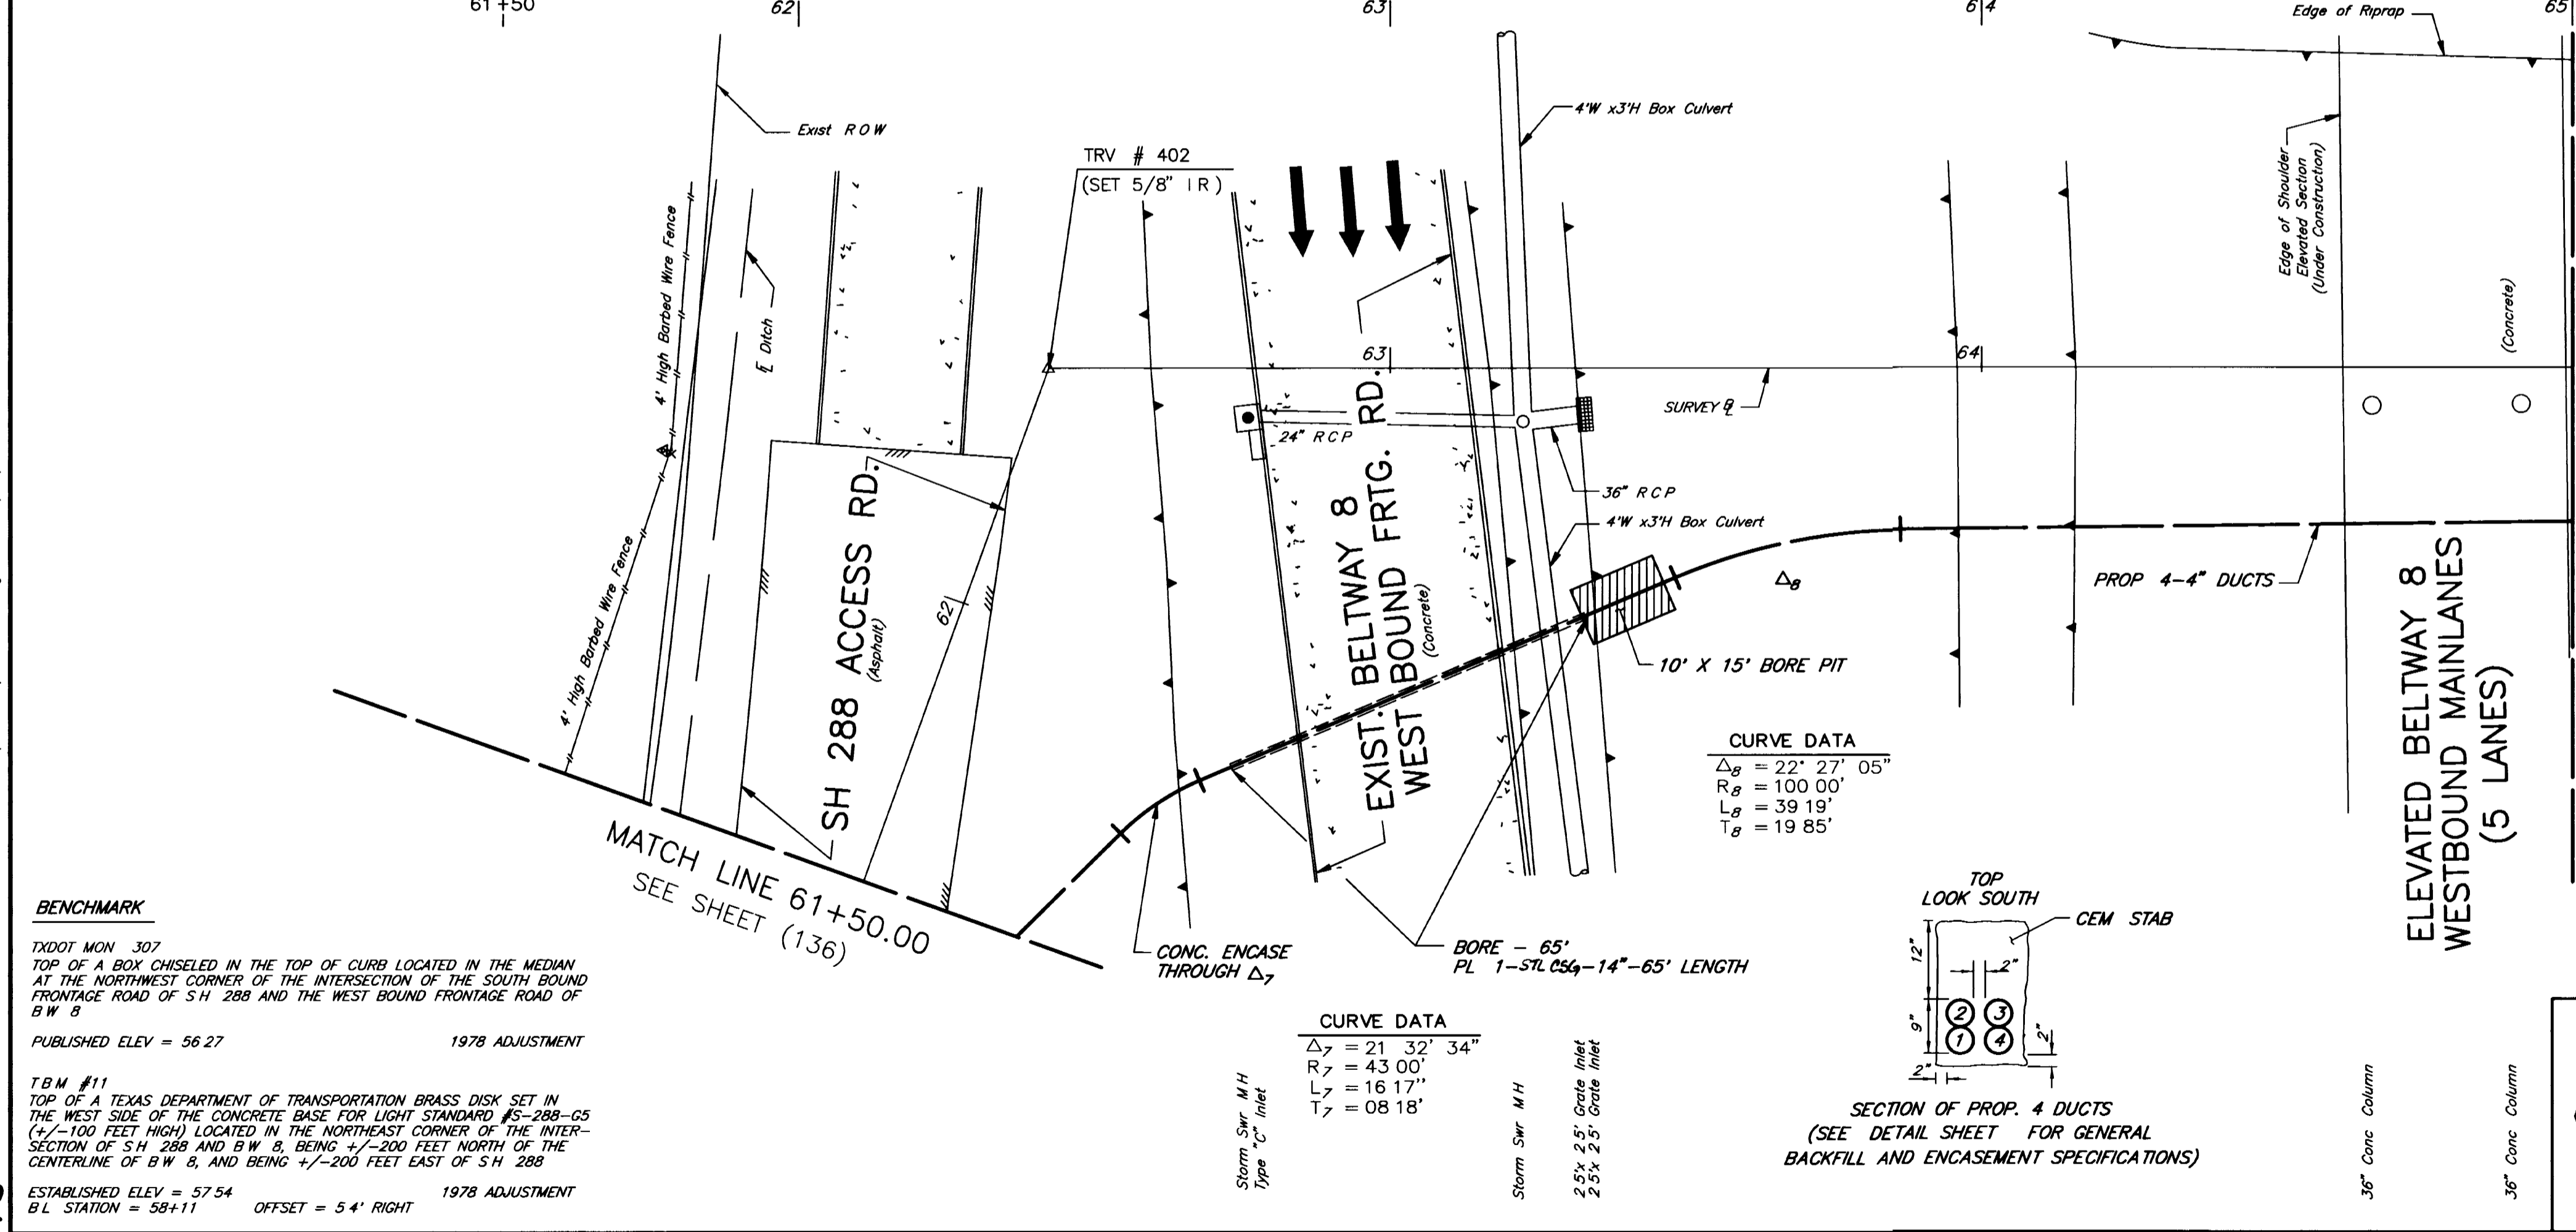 61+50
62
63
64
65
Edge of Riprap
Exist R O W
4'W x3'H Box Culvert
TRV # 402
(SET 5/8" I R)
4' High Barbed Wire Fence
℄ Ditch
Edge of Shoulder
Elevated Section
(Under Construction)
(Concrete)
63
64
SURVEY ℄
24" R C P
36" R C P
4'W x3'H Box Culvert
4' High Barbed Wire Fence
SH 288 ACCESS RD.
(Asphalt)
62
EXIST. BELTWAY 8
WEST BOUND FRTG. RD.
(Concrete)
Δ8
PROP 4-4" DUCTS
10' X 15' BORE PIT
ELEVATED BELTWAY 8
WESTBOUND MAINLANES
(5 LANES)
CURVE DATA
Δ8 = 22° 27' 05"
R8 = 100 00'
L8 = 39 19'
T8 = 19 85'
MATCH LINE 61+50.00
SEE SHEET (136)
CONC. ENCASE
THROUGH Δ7
BORE - 65'
PL 1-STL CSG-14"-65' LENGTH
CURVE DATA
Δ7 = 21 32' 34"
R7 = 43 00'
L7 = 16 17"
T7 = 08 18'
TOP
LOOK SOUTH
CEM STAB
12"
2"
9"
2 3
1 4
2"
2"
SECTION OF PROP. 4 DUCTS
(SEE DETAIL SHEET FOR GENERAL
BACKFILL AND ENCASEMENT SPECIFICATIONS)
Storm Swr M H
Type "C" Inlet
Storm Swr M H
2 5'x 2 5' Grate Inlet
2 5'x 2 5' Grate Inlet
36" Conc Column
36" Conc Column
BENCHMARK
TXDOT MON 307
TOP OF A BOX CHISELED IN THE TOP OF CURB LOCATED IN THE MEDIAN
AT THE NORTHWEST CORNER OF THE INTERSECTION OF THE SOUTH BOUND
FRONTAGE ROAD OF S H 288 AND THE WEST BOUND FRONTAGE ROAD OF
B W 8
PUBLISHED ELEV = 56 27 1978 ADJUSTMENT
T B M #11
TOP OF A TEXAS DEPARTMENT OF TRANSPORTATION BRASS DISK SET IN
THE WEST SIDE OF THE CONCRETE BASE FOR LIGHT STANDARD #S-288-G5
(+/-100 FEET HIGH) LOCATED IN THE NORTHEAST CORNER OF THE INTER-
SECTION OF S H 288 AND B W 8, BEING +/-200 FEET NORTH OF THE
CENTERLINE OF B W 8, AND BEING +/-200 FEET EAST OF S H 288
ESTABLISHED ELEV = 57 54 1978 ADJUSTMENT
B L STATION = 58+11 OFFSET = 5 4' RIGHT